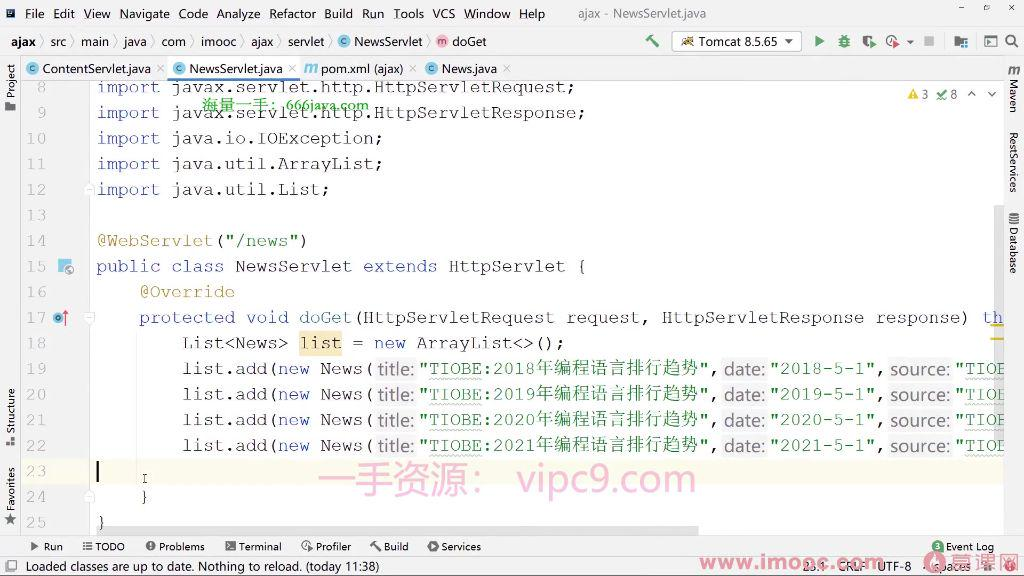 File Edit View Navigate Code Analyze Refactor Build Run Tools VCS Window Help ajax - NewsServlet.java
ajax src main java com imooc ajax servlet NewsServlet doGet Tomcat 8.5.65
Project
ContentServlet.java NewsServlet.java pom.xml (ajax) News.java
Maven
RestServices
Database
3 8
8 import javax.servlet.http.HttpServletRequest;
海量一手：666java.com
9 import javax.servlet.http.HttpServletResponse;
10 import java.io.IOException;
11 import java.util.ArrayList;
12 import java.util.List;
13
14 @WebServlet("/news")
15 public class NewsServlet extends HttpServlet {
16 @Override
17 protected void doGet(HttpServletRequest request, HttpServletResponse response) th
18 List<News> list = new ArrayList<>();
19 list.add(new News(title: "TIOBE:2018年编程语言排行趋势", date: "2018-5-1", source: "TIOB
20 list.add(new News(title: "TIOBE:2019年编程语言排行趋势", date: "2019-5-1", source: "TIOB
21 list.add(new News(title: "TIOBE:2020年编程语言排行趋势", date: "2020-5-1", source: "TIOB
22 list.add(new News(title: "TIOBE:2021年编程语言排行趋势", date: "2021-5-1", source: "TIOB
23
一手资源： vipc9.com
24 }
25 }
Structure
Favorites
Run TODO Problems Terminal Profiler Build Services 3 Event Log
Loaded classes are up to date. Nothing to reload. (today 11:38) 23:1 CRLF UTF-8 4 spaces
www.imooc.com 慕课网